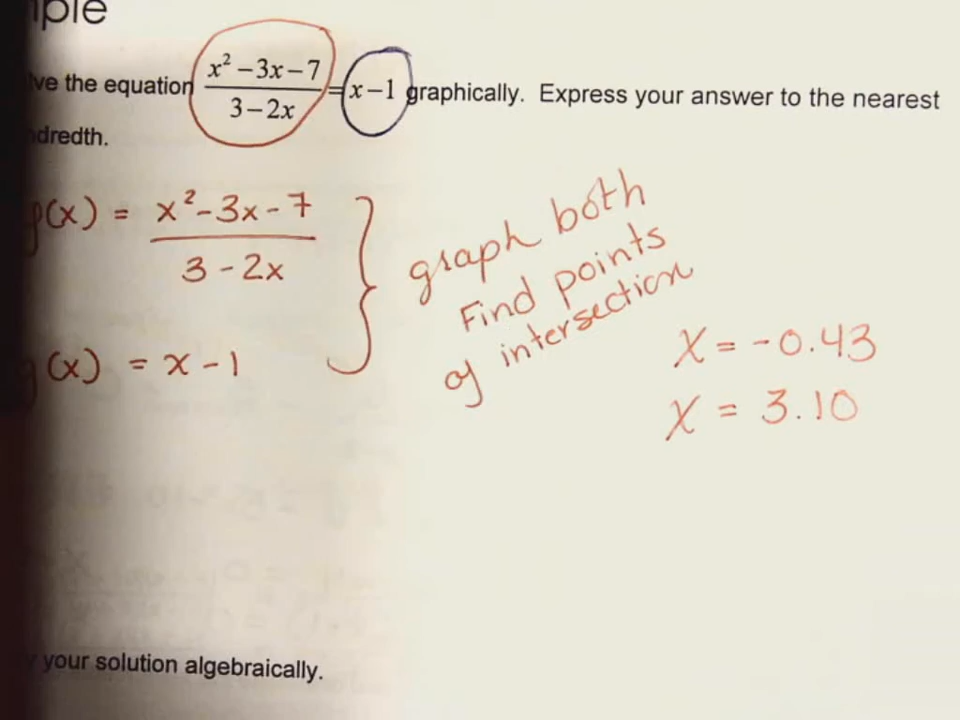 ple
ve the equation (x² – 3x – 7)/(3 – 2x) = x – 1 graphically. Express your answer to the nearest
dredth.
(x) = (x² - 3x - 7)/(3 - 2x)
g(x) = x - 1
graph both
Find points
of intersection
X = -0.43
X = 3.10
your solution algebraically.